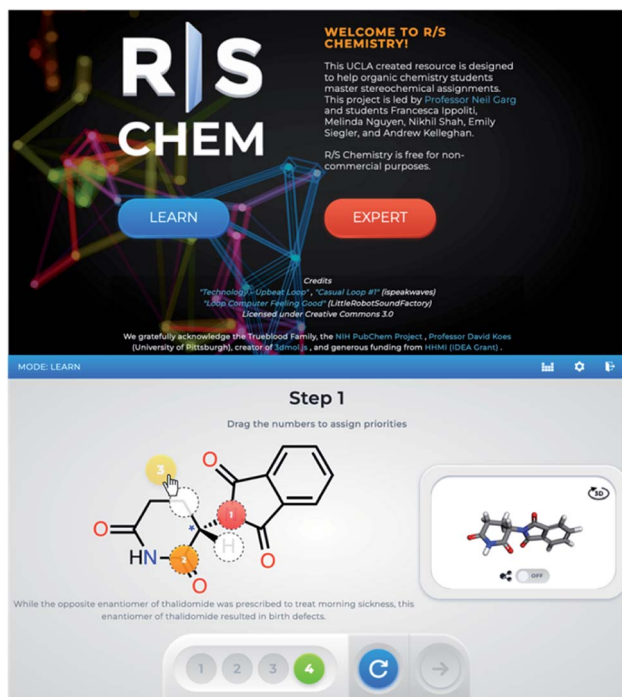 R|S
CHEM
WELCOME TO R/S
CHEMISTRY!
This UCLA created resource is designed
to help organic chemistry students
master stereochemical assignments.
This project is led by Professor Neil Garg
and students Francesca Ippoliti,
Melinda Nguyen, Nikhil Shah, Emily
Siegler, and Andrew Kelleghan.
R/S Chemistry is free for non-
commercial purposes.
LEARN
EXPERT
Credits
"Technology - Upbeat Loop" , "Casual Loop #1" (ispeakwaves)
"Loop Computer Feeling Good" (LittleRobotSoundFactory)
Licensed under Creative Commons 3.0
We gratefully acknowledge the Trueblood Family, the NIH PubChem Project , Professor David Koes
(University of Pittsburgh), creator of 3dmol.js , and generous funding from HHMI (IDEA Grant) .
MODE: LEARN
Step 1
Drag the numbers to assign priorities
3
O
O
1
*
O
H
O
HN
2
O
3D
OFF
While the opposite enantiomer of thalidomide was prescribed to treat morning sickness, this
enantiomer of thalidomide resulted in birth defects.
1 2 3 4